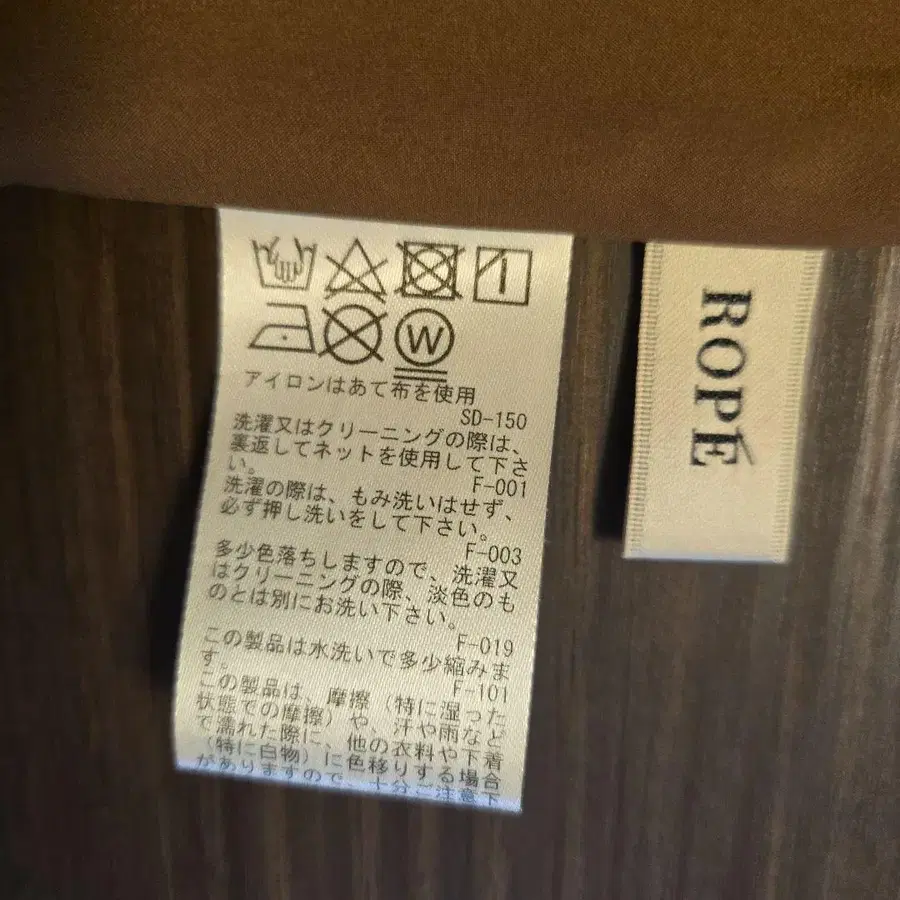 W
アイロンはあて布を使用
SD-150
洗濯又はクリーニングの際は、
裏返してネットを使用して下さ
い。
F-001
洗濯の際は、もみ洗いはせず、
必ず押し洗いをして下さい。
F-003
多少色落ちしますので、洗濯又
はクリーニングの際、淡色のも
のとは別にお洗い下さい。
F-019
この製品は水洗いで多少縮みま
す。
F-101
この製品は、摩擦（特に湿った
状態での摩擦）や、汗や雨など
で濡れた際に、他の衣料や下着
（特に白物）に色移りする場合
がありますので、十分ご注意下
ROPÉ